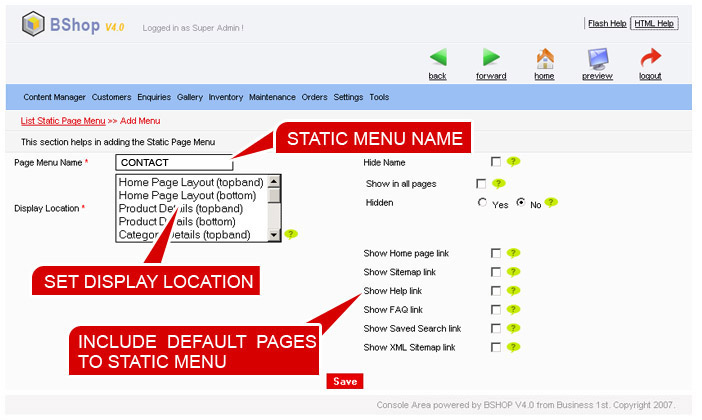 BShop V4.0 Logged in as Super Admin !
Flash Help HTML Help
back forward home preview logout
Content Manager Customers Enquiries Gallery Inventory Maintenance Orders Settings Tools
List Static Page Menu >> Add Menu
This section helps in adding the Static Page Menu
STATIC MENU NAME
Page Menu Name * CONTACT
Hide Name ?
Display Location *
Home Page Layout (topband)
Home Page Layout (bottom)
Product Details (topband)
Product Details (bottom)
Category Details (topband)
?
Show in all pages ?
Hidden Yes No ?
SET DISPLAY LOCATION
Show Home page link ?
Show Sitemap link ?
Show Help link ?
Show FAQ link ?
Show Saved Search link ?
Show XML Sitemap link ?
INCLUDE DEFAULT PAGES
TO STATIC MENU
Save
Console Area powered by BSHOP V4.0 from Business 1st. Copyright 2007.